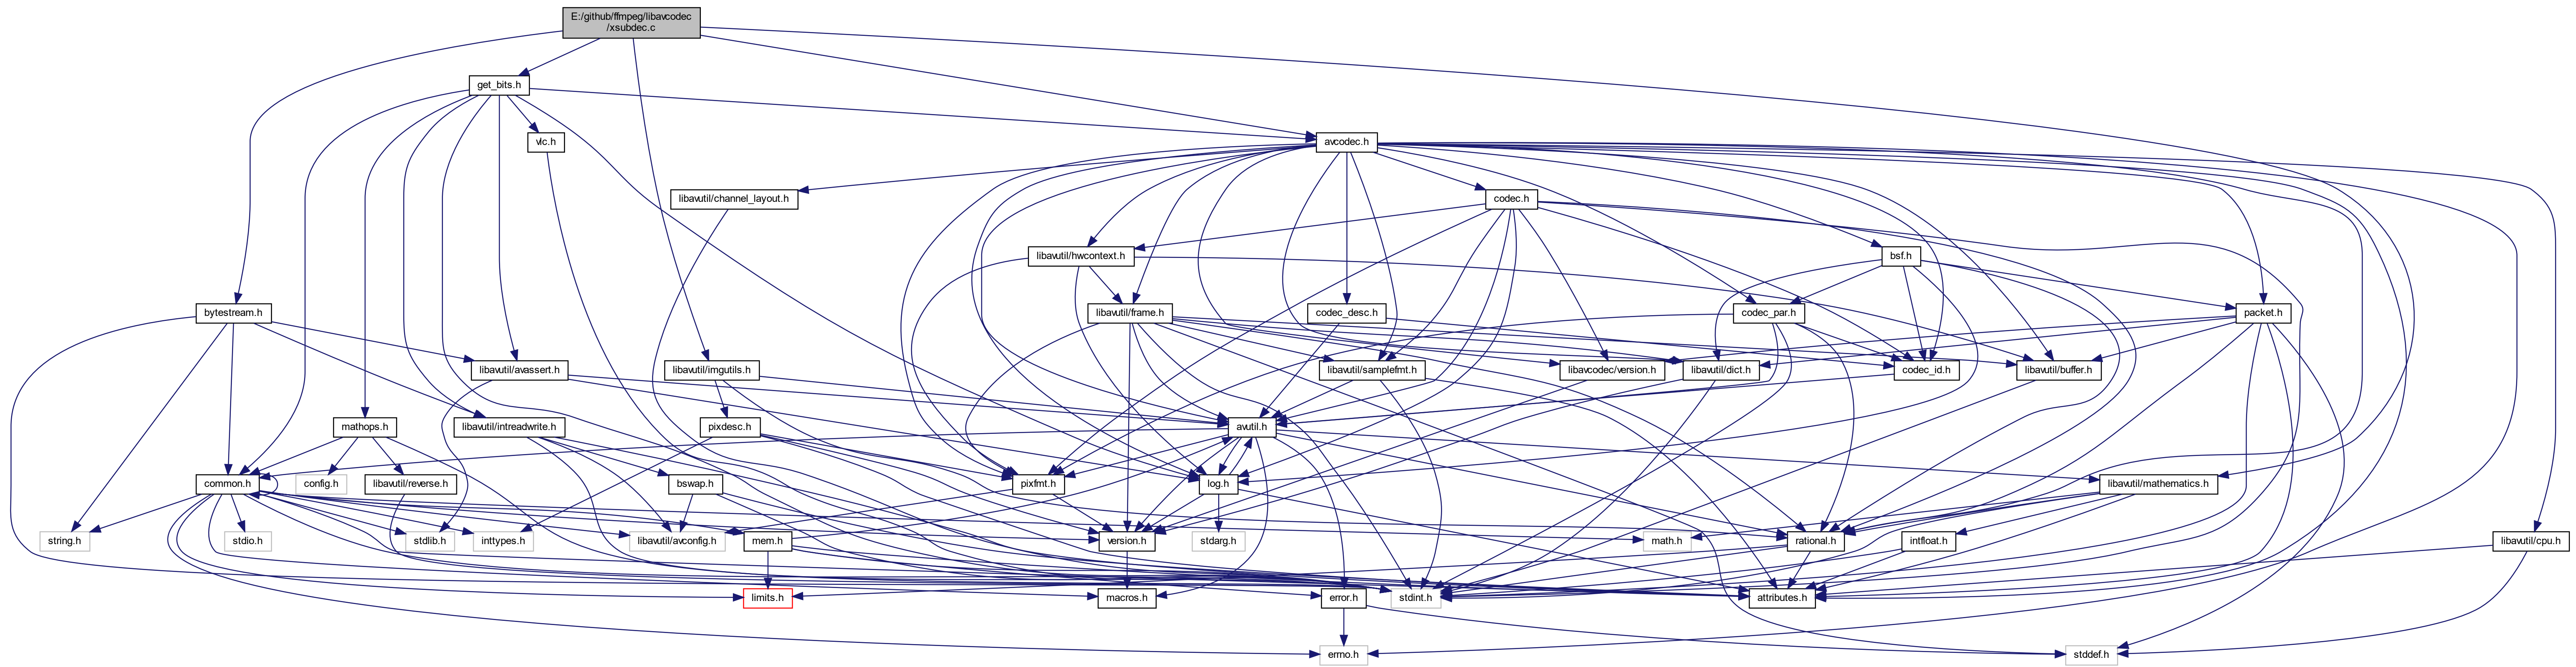 E:/github/ffmpeg/libavcodec
/xsubdec.c
get_bits.h
vlc.h
avcodec.h
libavutil/channel_layout.h
codec.h
libavutil/hwcontext.h
bsf.h
bytestream.h
libavutil/frame.h
codec_desc.h
codec_par.h
packet.h
libavutil/avassert.h
libavutil/imgutils.h
libavutil/samplefmt.h
libavcodec/version.h
libavutil/dict.h
codec_id.h
libavutil/buffer.h
mathops.h
libavutil/intreadwrite.h
pixdesc.h
avutil.h
common.h
config.h
libavutil/reverse.h
bswap.h
pixfmt.h
log.h
libavutil/mathematics.h
string.h
stdio.h
stdlib.h
inttypes.h
libavutil/avconfig.h
mem.h
version.h
stdarg.h
math.h
rational.h
intfloat.h
libavutil/cpu.h
limits.h
macros.h
error.h
stdint.h
attributes.h
errno.h
stddef.h